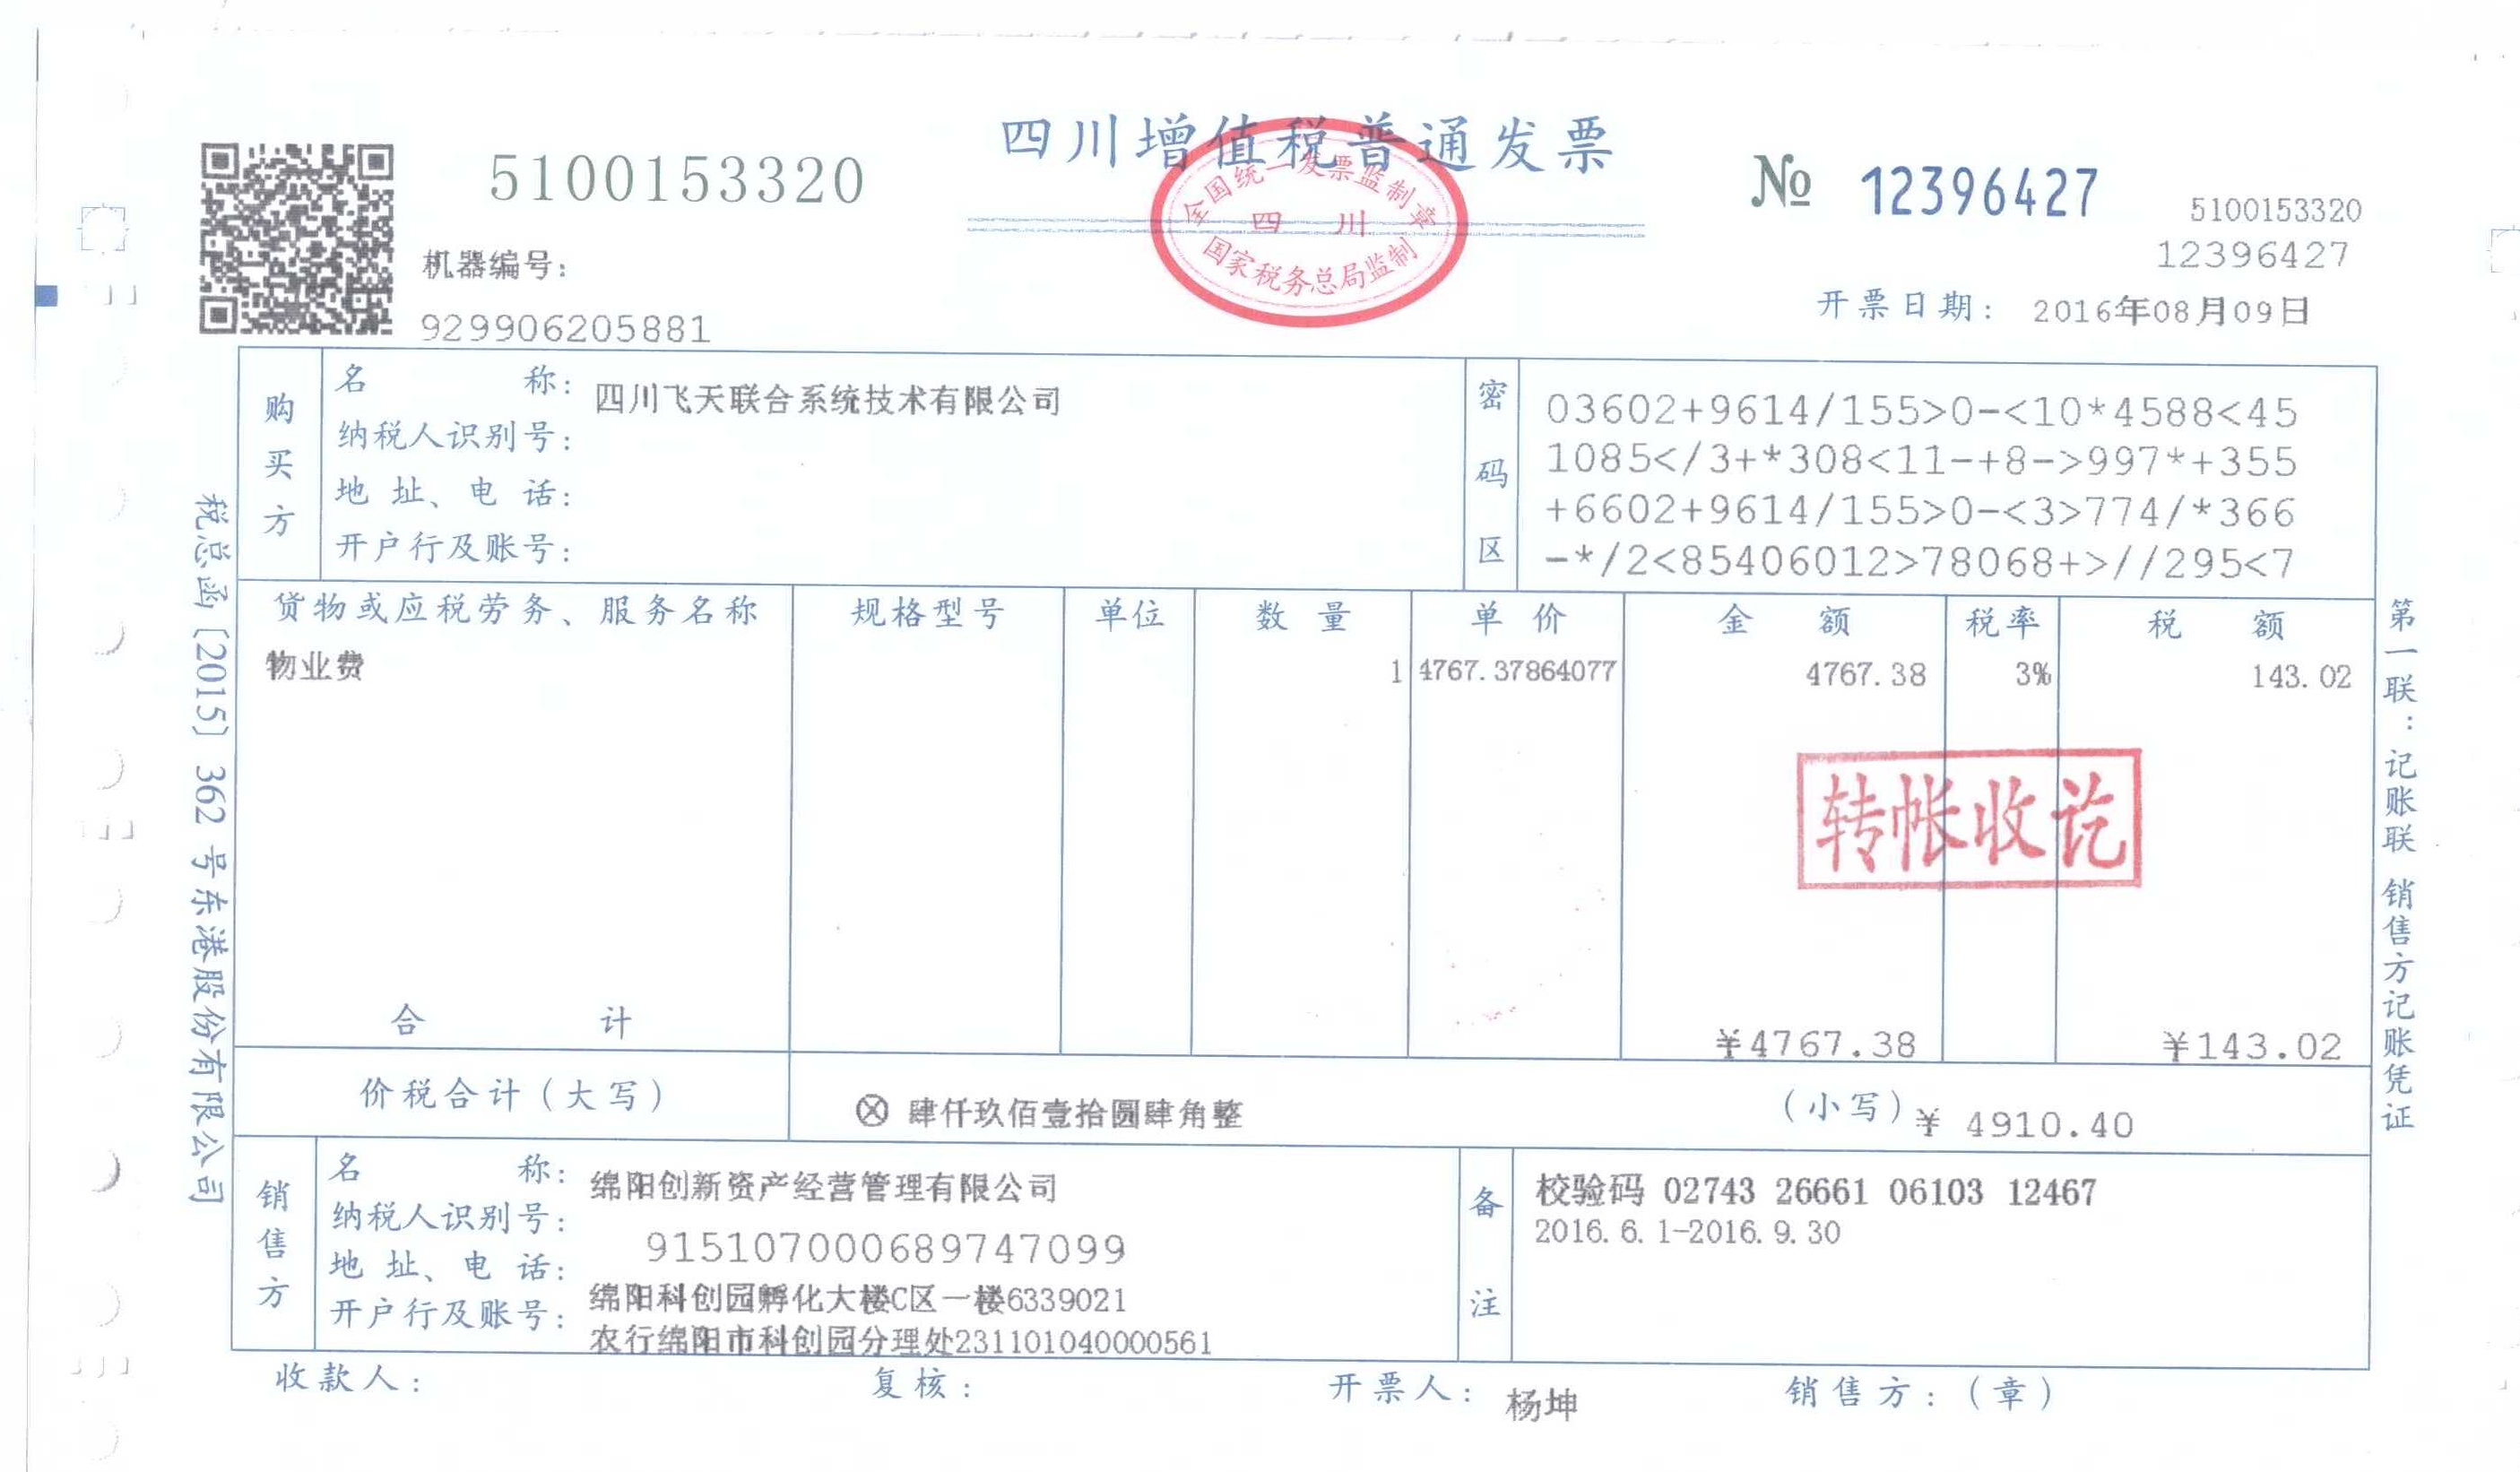 四川增值税普通发票
5100153320
№ 12396427
5100153320
12396427
全国统一发票监制章
四 川
国家税务总局监制
机器编号：
929906205881
开票日期： 2016年08月09日
购买方
名 称： 四川飞天联合系统技术有限公司
纳税人识别号：
地 址、电 话：
开户行及账号：
密码区
03602+9614/155>0-<10*4588<45
1085</3+*308<11-+8->997*+355
+6602+9614/155>0-<3>774/*366
-*/2<85406012>78068+>//295<7
货物或应税劳务、服务名称 规格型号 单位 数 量 单 价 金 额 税率 税 额
物业费 1 4767.37864077 4767.38 3% 143.02
转帐收讫
合 计 ¥4767.38 ¥143.02
价税合计（大写） ⊗ 肆仟玖佰壹拾圆肆角整 （小写）¥ 4910.40
销售方
名 称： 绵阳创新资产经营管理有限公司
纳税人识别号： 915107000689747099
地 址、电 话： 绵阳科创园孵化大楼C区一楼6339021
开户行及账号： 农行绵阳市科创园分理处231101040000561
备注
校验码 02743 26661 06103 12467
2016.6.1-2016.9.30
收款人： 复核： 开票人： 杨坤 销售方：（章）
税总函〔2015〕362 号东港股份有限公司
第一联：记账联 销售方记账凭证